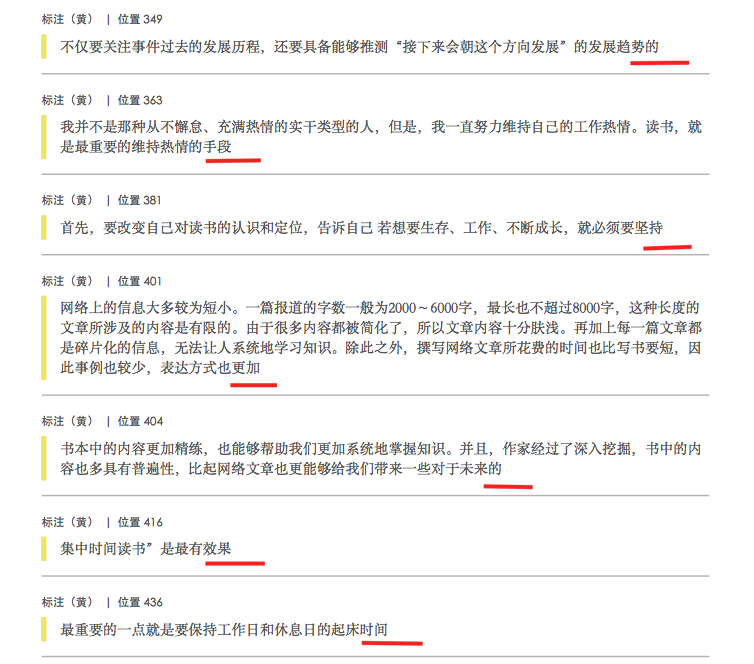 标注（黄） | 位置 349
不仅要关注事件过去的发展历程，还要具备能够推测“接下来会朝这个方向发展”的发展趋势的
标注（黄） | 位置 363
我并不是那种从不懈怠、充满热情的实干类型的人，但是，我一直努力维持自己的工作热情。读书，就
是最重要的维持热情的手段
标注（黄） | 位置 381
首先，要改变自己对读书的认识和定位，告诉自己 若想要生存、工作、不断成长，就必须要坚持
标注（黄） | 位置 401
网络上的信息大多较为短小。一篇报道的字数一般为2000～6000字，最长也不超过8000字，这种长度的
文章所涉及的内容是有限的。由于很多内容都被简化了，所以文章内容十分肤浅。再加上每一篇文章都
是碎片化的信息，无法让人系统地学习知识。除此之外，撰写网络文章所花费的时间也比写书要短，因
此事例也较少，表达方式也更加
标注（黄） | 位置 404
书本中的内容更加精练，也能够帮助我们更加系统地掌握知识。并且，作家经过了深入挖掘，书中的内
容也多具有普遍性，比起网络文章也更能够给我们带来一些对于未来的
标注（黄） | 位置 416
集中时间读书”是最有效果
标注（黄） | 位置 436
最重要的一点就是要保持工作日和休息日的起床时间